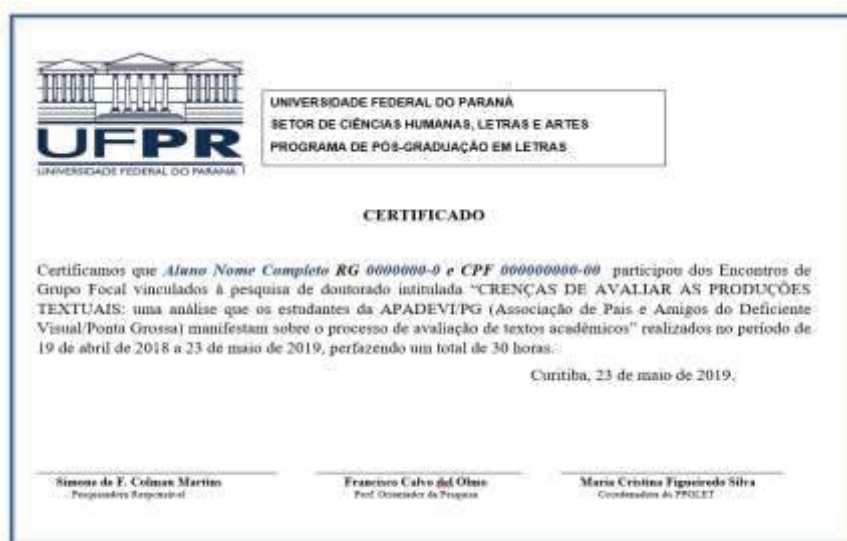 UFPR
UNIVERSIDADE FEDERAL DO PARANÁ
UNIVERSIDADE FEDERAL DO PARANÁ
SETOR DE CIÊNCIAS HUMANAS, LETRAS E ARTES
PROGRAMA DE PÓS-GRADUAÇÃO EM LETRAS
CERTIFICADO
Certificamos que Aluno Nome Completo RG 0000000-0 e CPF 000000000-00 participou dos Encontros de
Grupo Focal vinculados à pesquisa de doutorado intitulada “CRENÇAS DE AVALIAR AS PRODUÇÕES
TEXTUAIS: uma análise que os estudantes da APADEVI/PG (Associação de Pais e Amigos do Deficiente
Visual/Ponta Grossa) manifestam sobre o processo de avaliação de textos acadêmicos” realizados no período de
19 de abril de 2018 a 23 de maio de 2019, perfazendo um total de 30 horas.
Curitiba, 23 de maio de 2019.
Simone de F. Colman Martins
Pesquisadora Responsável
Francisco Calvo del Olmo
Prof. Orientador da Pesquisa
Maria Cristina Figueiredo Silva
Coordenadora do PPGLET